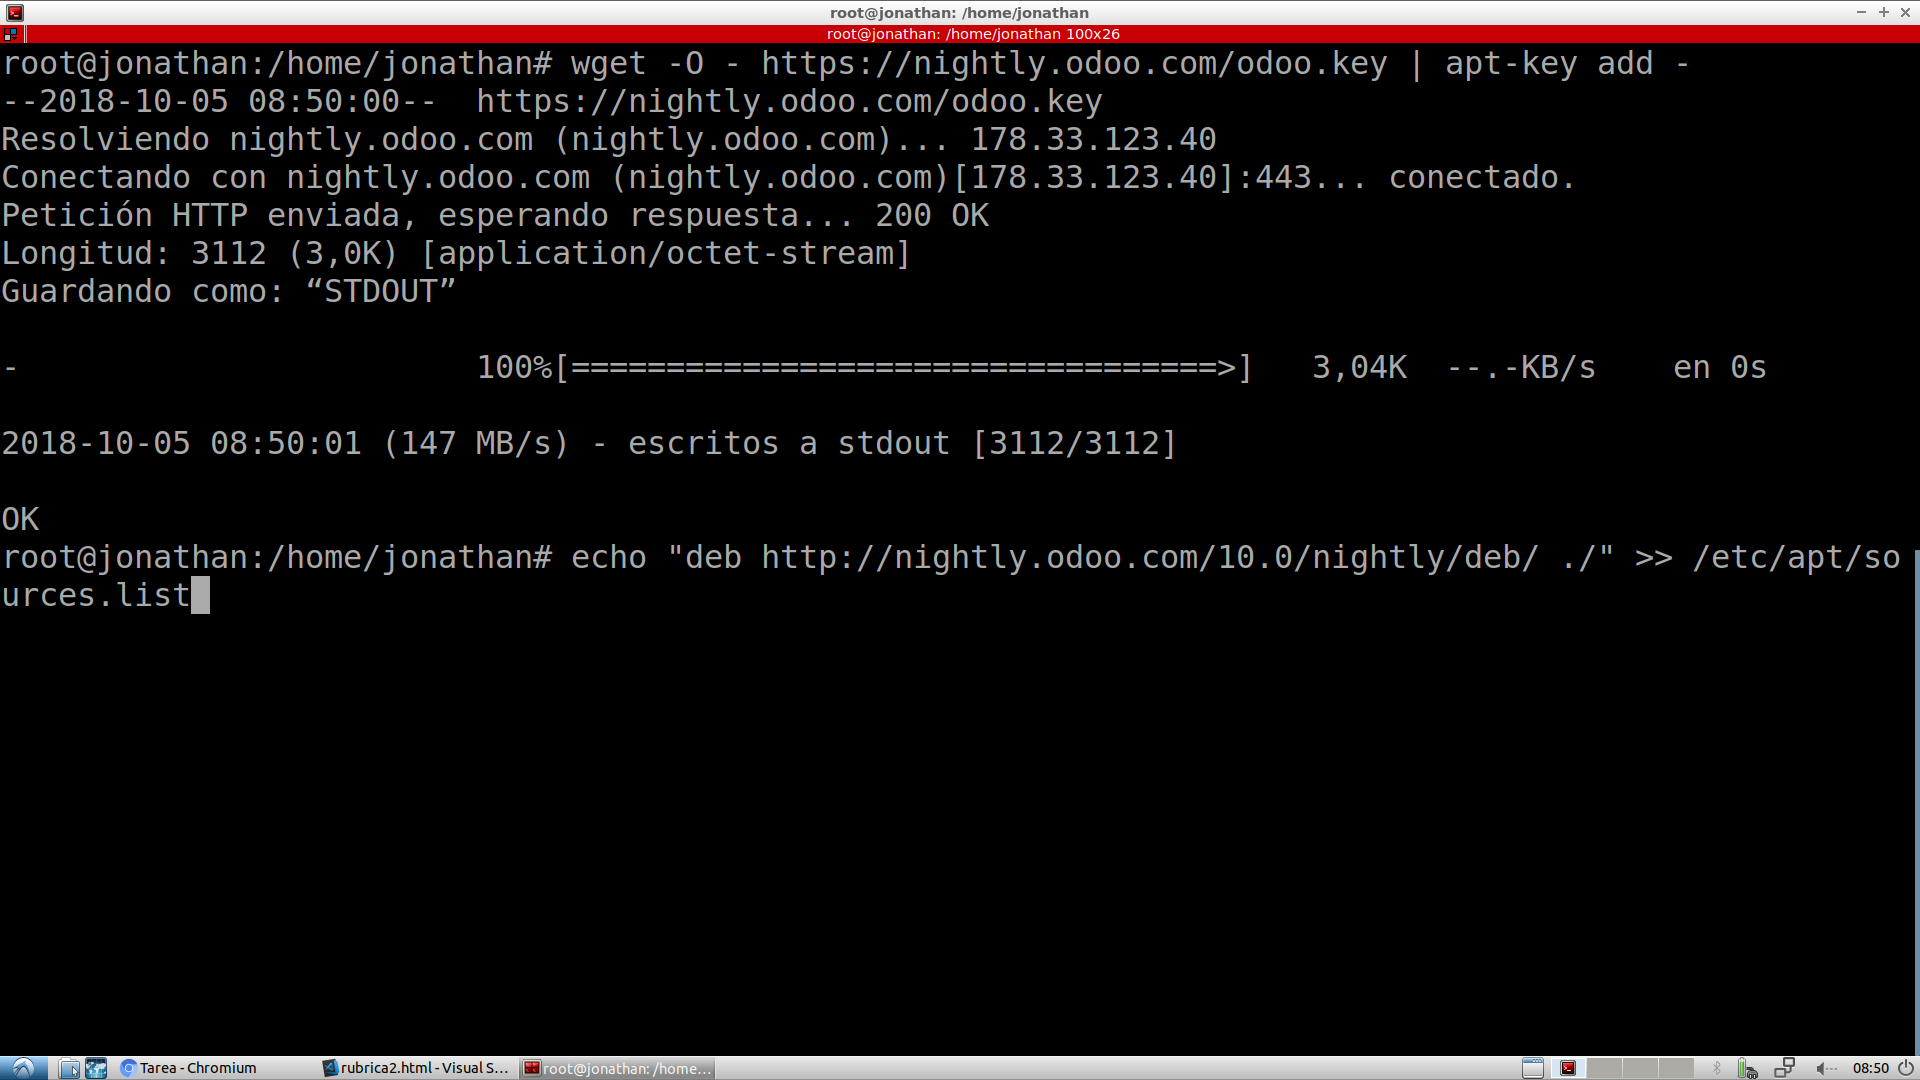 root@jonathan: /home/jonathan
root@jonathan: /home/jonathan 100x26
root@jonathan:/home/jonathan# wget -O - https://nightly.odoo.com/odoo.key | apt-key add -
--2018-10-05 08:50:00--  https://nightly.odoo.com/odoo.key
Resolviendo nightly.odoo.com (nightly.odoo.com)... 178.33.123.40
Conectando con nightly.odoo.com (nightly.odoo.com)[178.33.123.40]:443... conectado.
Petición HTTP enviada, esperando respuesta... 200 OK
Longitud: 3112 (3,0K) [application/octet-stream]
Guardando como: “STDOUT”
-                        100%[==================================>]   3,04K  --.-KB/s    en 0s
2018-10-05 08:50:01 (147 MB/s) - escritos a stdout [3112/3112]
OK
root@jonathan:/home/jonathan# echo "deb http://nightly.odoo.com/10.0/nightly/deb/ ./" >> /etc/apt/so
urces.list
Tarea - Chromium
rubrica2.html - Visual S...
root@jonathan: /home...
08:50